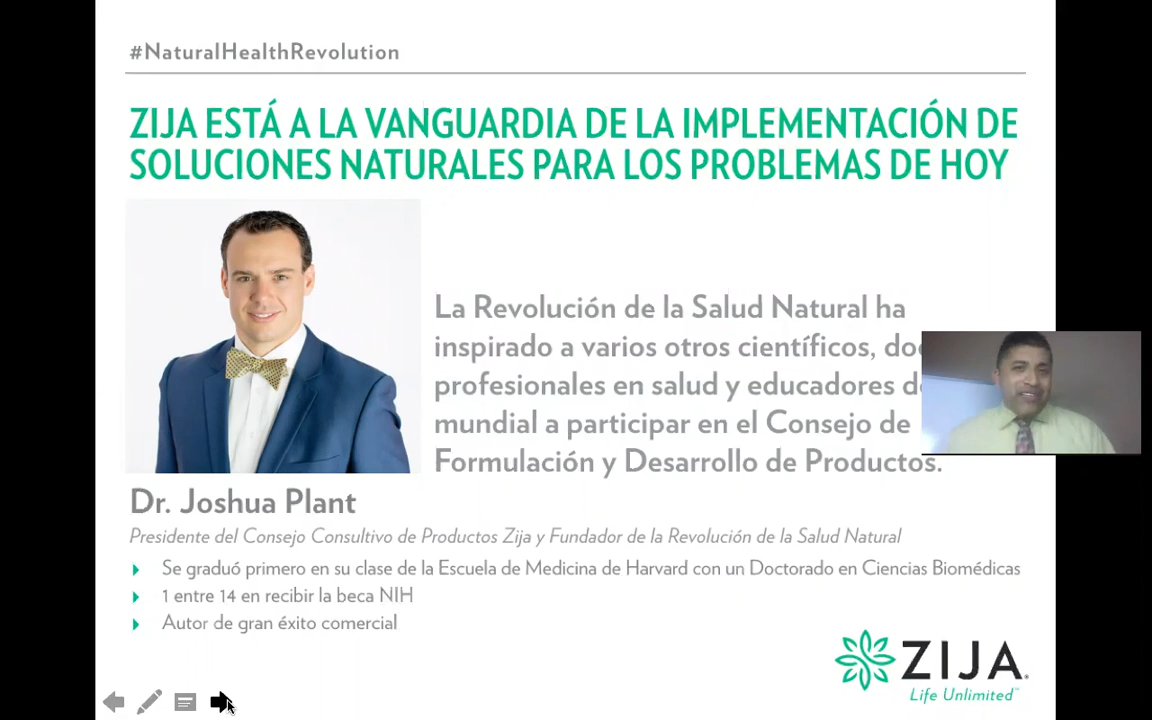 #NaturalHealthRevolution
ZIJA ESTÁ A LA VANGUARDIA DE LA IMPLEMENTACIÓN DE
SOLUCIONES NATURALES PARA LOS PROBLEMAS DE HOY
La Revolución de la Salud Natural ha
inspirado a varios otros científicos,
profesionales en salud y educadores
mundial a participar en el Consejo de
Formulación y Desarrollo de Productos.
Dr. Joshua Plant
Presidente del Consejo Consultivo de Productos Zija y Fundador de la Revolución de la Salud Natural
Se graduó primero en su clase de la Escuela de Medicina de Harvard con un Doctorado en Ciencias Biomédicas
1 entre 14 en recibir la beca NIH
Autor de gran éxito comercial
ZIJA
Life Unlimited™